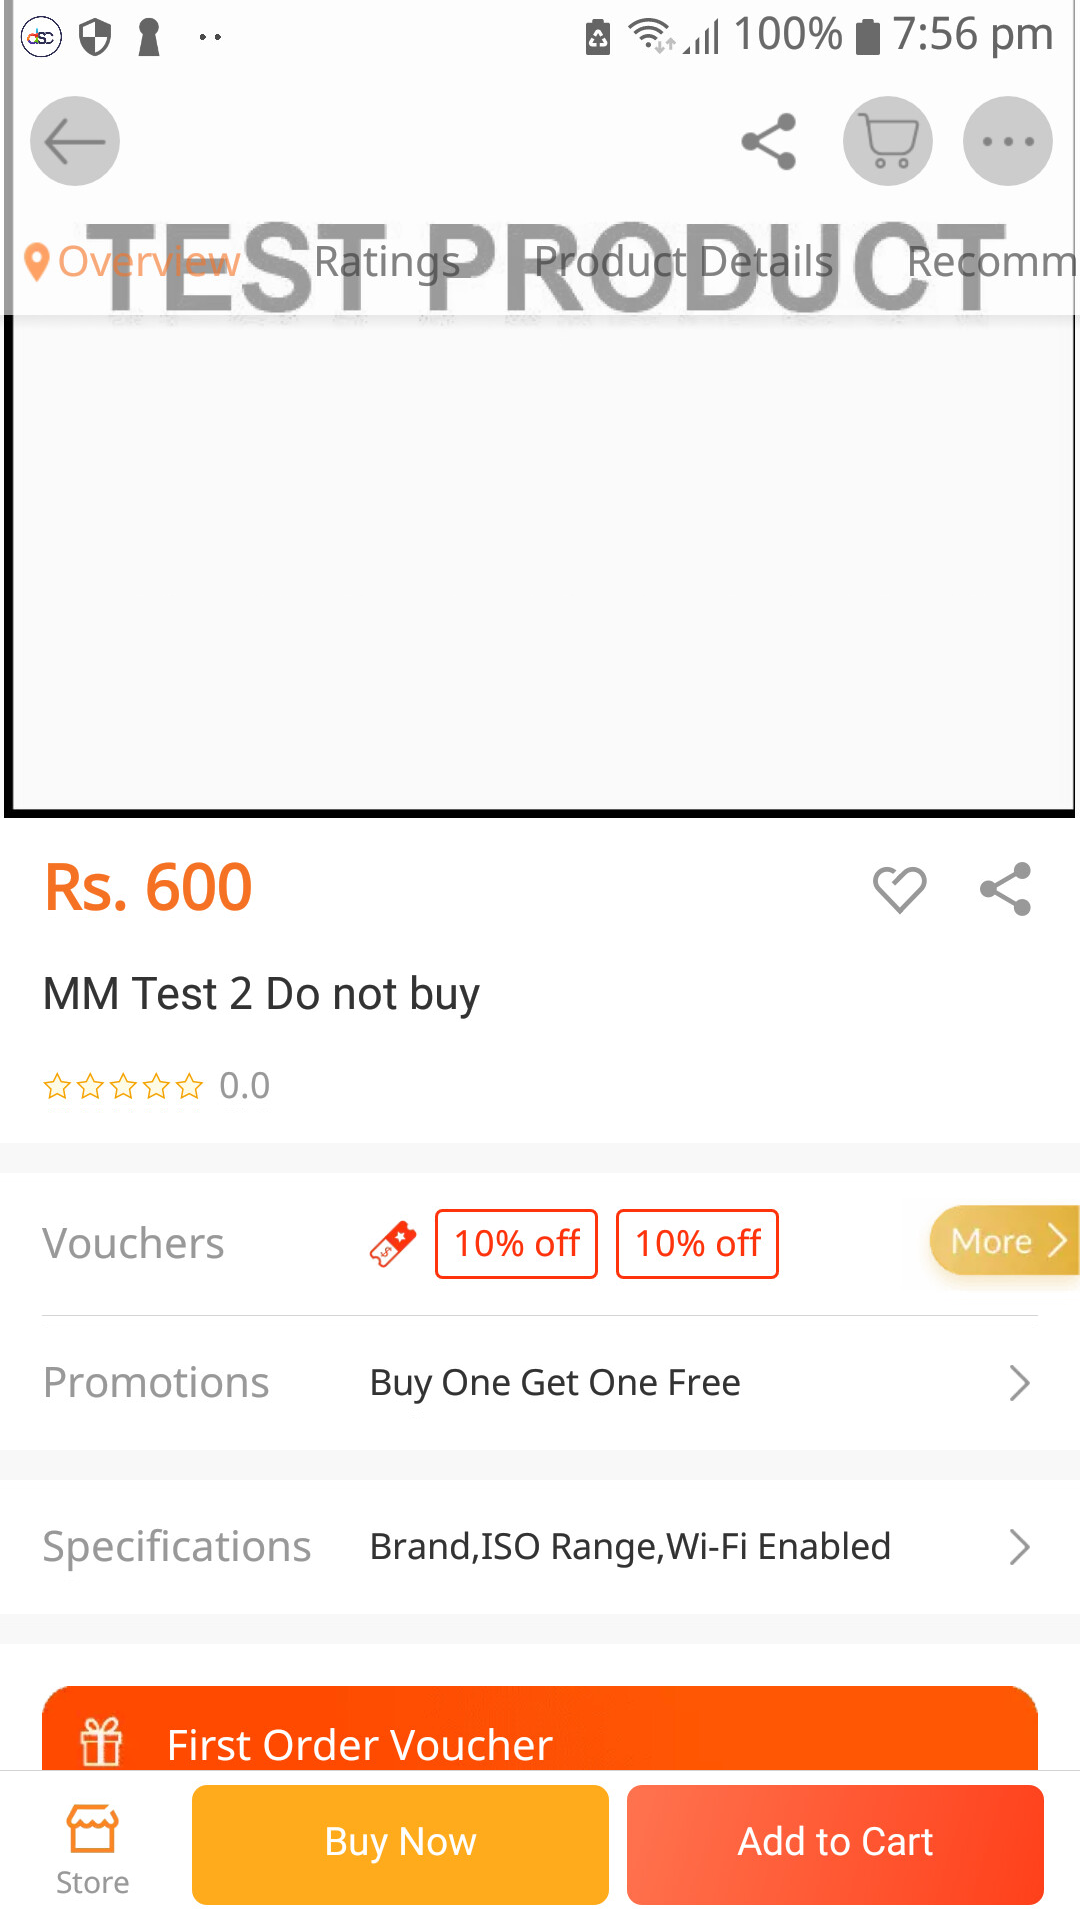 dsc 100% 7:56 pm
TEST PRODUCT
Overview Ratings Product Details Recomm
Rs. 600
MM Test 2 Do not buy
0.0
Vouchers 10% off 10% off More
Promotions Buy One Get One Free
Specifications Brand,ISO Range,Wi-Fi Enabled
First Order Voucher
Store Buy Now Add to Cart